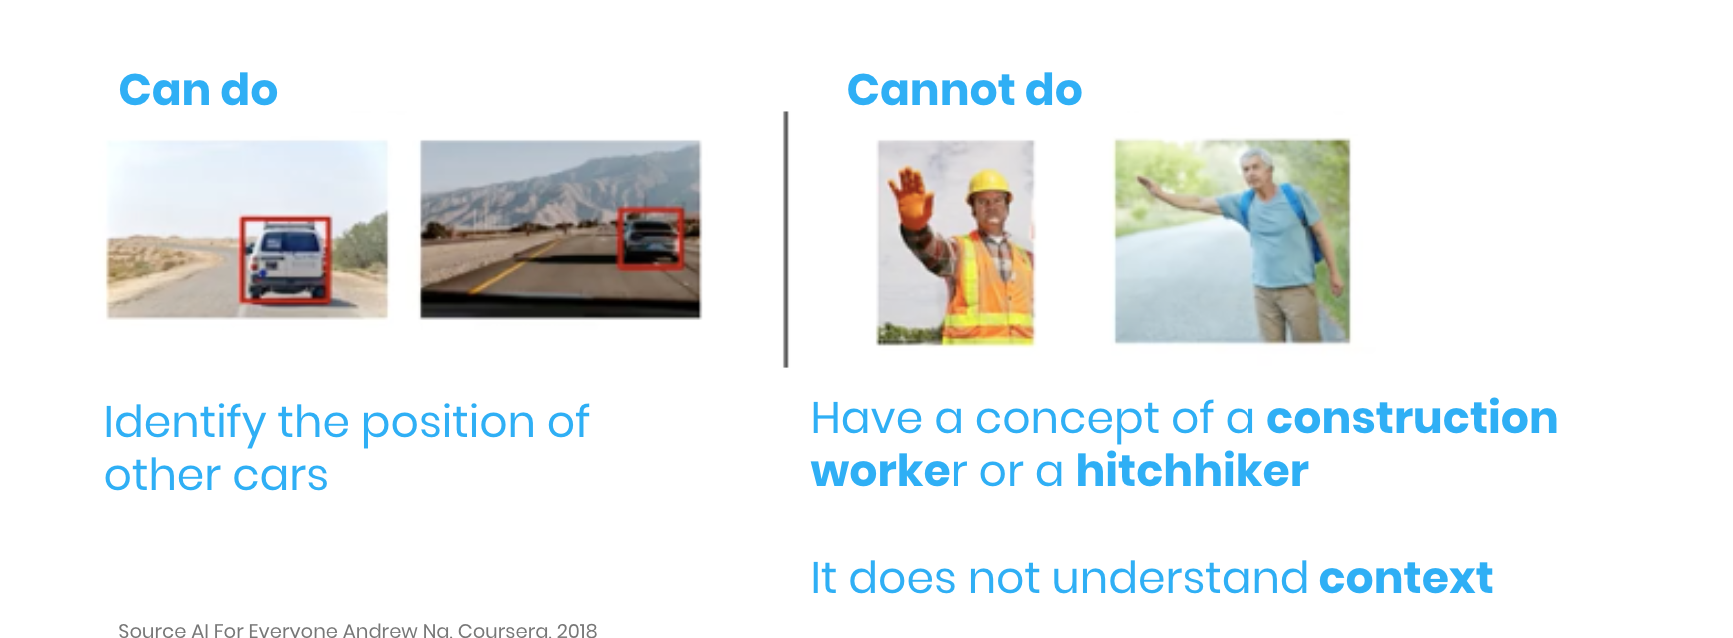 Can do
Cannot do
Identify the position of
other cars
Have a concept of a construction
worker or a hitchhiker
It does not understand context
Source AI For Everyone Andrew Ng. Coursera. 2018